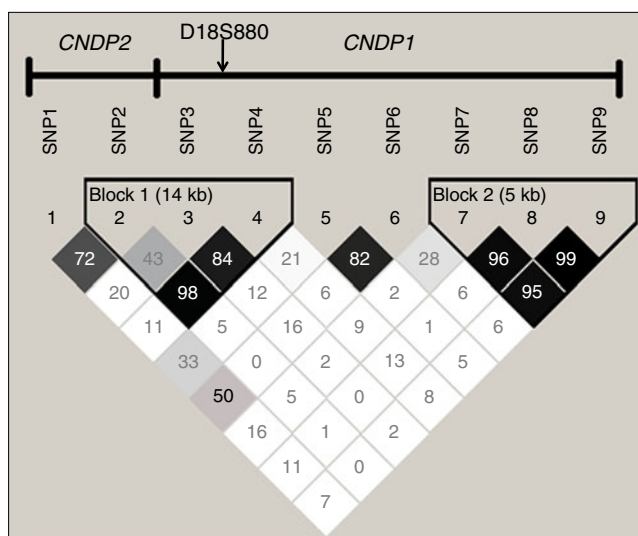 D18S880
CNDP2 CNDP1
SNP1 SNP2 SNP3 SNP4 SNP5 SNP6 SNP7 SNP8 SNP9
Block 1 (14 kb) Block 2 (5 kb)
1 2 3 4 5 6 7 8 9
72 43 84 21 82 28 96 99
20 98 12 6 2 6 95
11 5 16 9 1 6
33 0 2 13 5
50 5 0 8
16 1 2
11 0
7